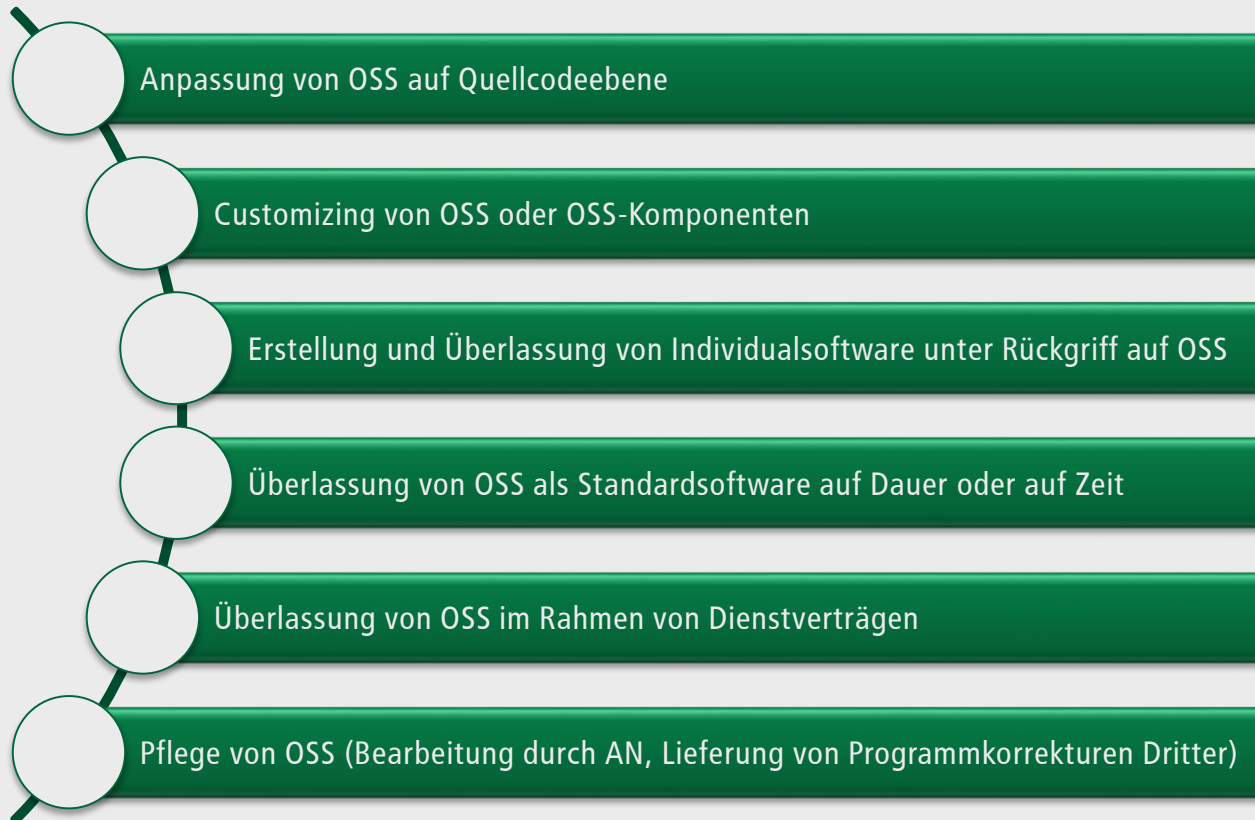 Anpassung von OSS auf Quellcodeebene
Customizing von OSS oder OSS-Komponenten
Erstellung und Überlassung von Individualsoftware unter Rückgriff auf OSS
Überlassung von OSS als Standardsoftware auf Dauer oder auf Zeit
Überlassung von OSS im Rahmen von Dienstverträgen
Pflege von OSS (Bearbeitung durch AN, Lieferung von Programmkorrekturen Dritter)